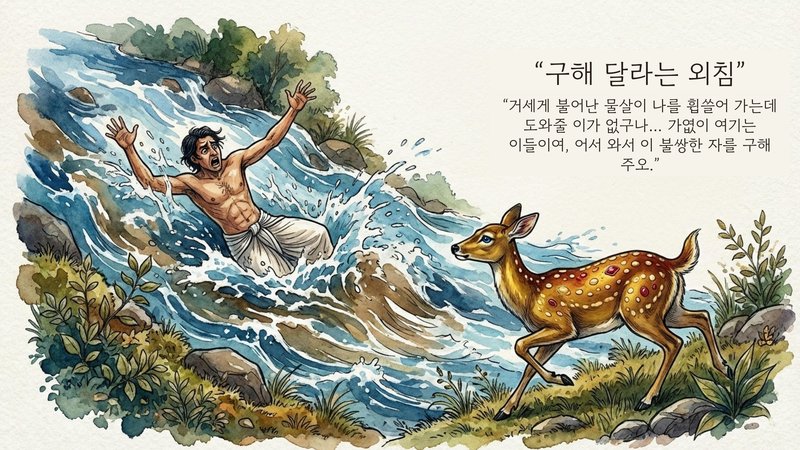 “구해 달라는 외침”
“거세게 불어난 물살이 나를 휩쓸어 가는데
도와줄 이가 없구나... 가엾이 여기는
이들이여, 어서 와서 이 불쌍한 자를 구해
주오.”